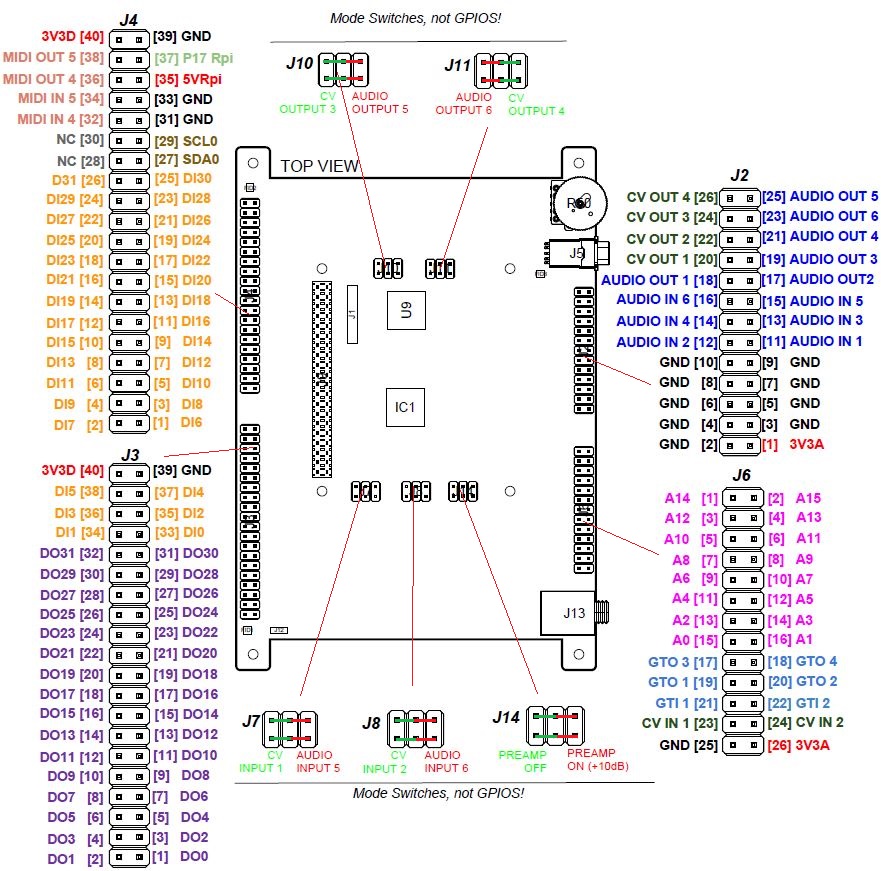 Mode Switches, not GPIOS!
J4
3V3D [40] [39] GND
MIDI OUT 5 [38] [37] P17 Rpi
MIDI OUT 4 [36] [35] 5VRpi
MIDI IN 5 [34] [33] GND
MIDI IN 4 [32] [31] GND
NC [30] [29] SCL0
NC [28] [27] SDA0
D31 [26] [25] DI30
DI29 [24] [23] DI28
DI27 [22] [21] DI26
DI25 [20] [19] DI24
DI23 [18] [17] DI22
DI21 [16] [15] DI20
DI19 [14] [13] DI18
DI17 [12] [11] DI16
DI15 [10] [9] DI14
DI13 [8] [7] DI12
DI11 [6] [5] DI10
DI9 [4] [3] DI8
DI7 [2] [1] DI6
J3
3V3D [40] [39] GND
DI5 [38] [37] DI4
DI3 [36] [35] DI2
DI1 [34] [33] DI0
DO31 [32] [31] DO30
DO29 [30] [29] DO28
DO27 [28] [27] DO26
DO25 [26] [25] DO24
DO23 [24] [23] DO22
DO21 [22] [21] DO20
DO19 [20] [19] DO18
DO17 [18] [17] DO16
DO15 [16] [15] DO14
DO13 [14] [13] DO12
DO11 [12] [11] DO10
DO9 [10] [9] DO8
DO7 [8] [7] DO6
DO5 [6] [5] DO4
DO3 [4] [3] DO2
DO1 [2] [1] DO0
J10
CV OUTPUT 3
AUDIO OUTPUT 5
J11
AUDIO OUTPUT 6
CV OUTPUT 4
TOP VIEW
J5
J1
U9
IC1
J13
J12
J2
CV OUT 4 [26] [25] AUDIO OUT 5
CV OUT 3 [24] [23] AUDIO OUT 6
CV OUT 2 [22] [21] AUDIO OUT 4
CV OUT 1 [20] [19] AUDIO OUT 3
AUDIO OUT 1 [18] [17] AUDIO OUT2
AUDIO IN 6 [16] [15] AUDIO IN 5
AUDIO IN 4 [14] [13] AUDIO IN 3
AUDIO IN 2 [12] [11] AUDIO IN 1
GND [10] [9] GND
GND [8] [7] GND
GND [6] [5] GND
GND [4] [3] GND
GND [2] [1] 3V3A
J6
A14 [1] [2] A15
A12 [3] [4] A13
A10 [5] [6] A11
A8 [7] [8] A9
A6 [9] [10] A7
A4 [11] [12] A5
A2 [13] [14] A3
A0 [15] [16] A1
GTO 3 [17] [18] GTO 4
GTO 1 [19] [20] GTO 2
GTI 1 [21] [22] GTI 2
CV IN 1 [23] [24] CV IN 2
GND [25] [26] 3V3A
J7
CV INPUT 1
AUDIO INPUT 5
J8
CV INPUT 2
AUDIO INPUT 6
J14
PREAMP OFF
PREAMP ON (+10dB)
Mode Switches, not GPIOS!